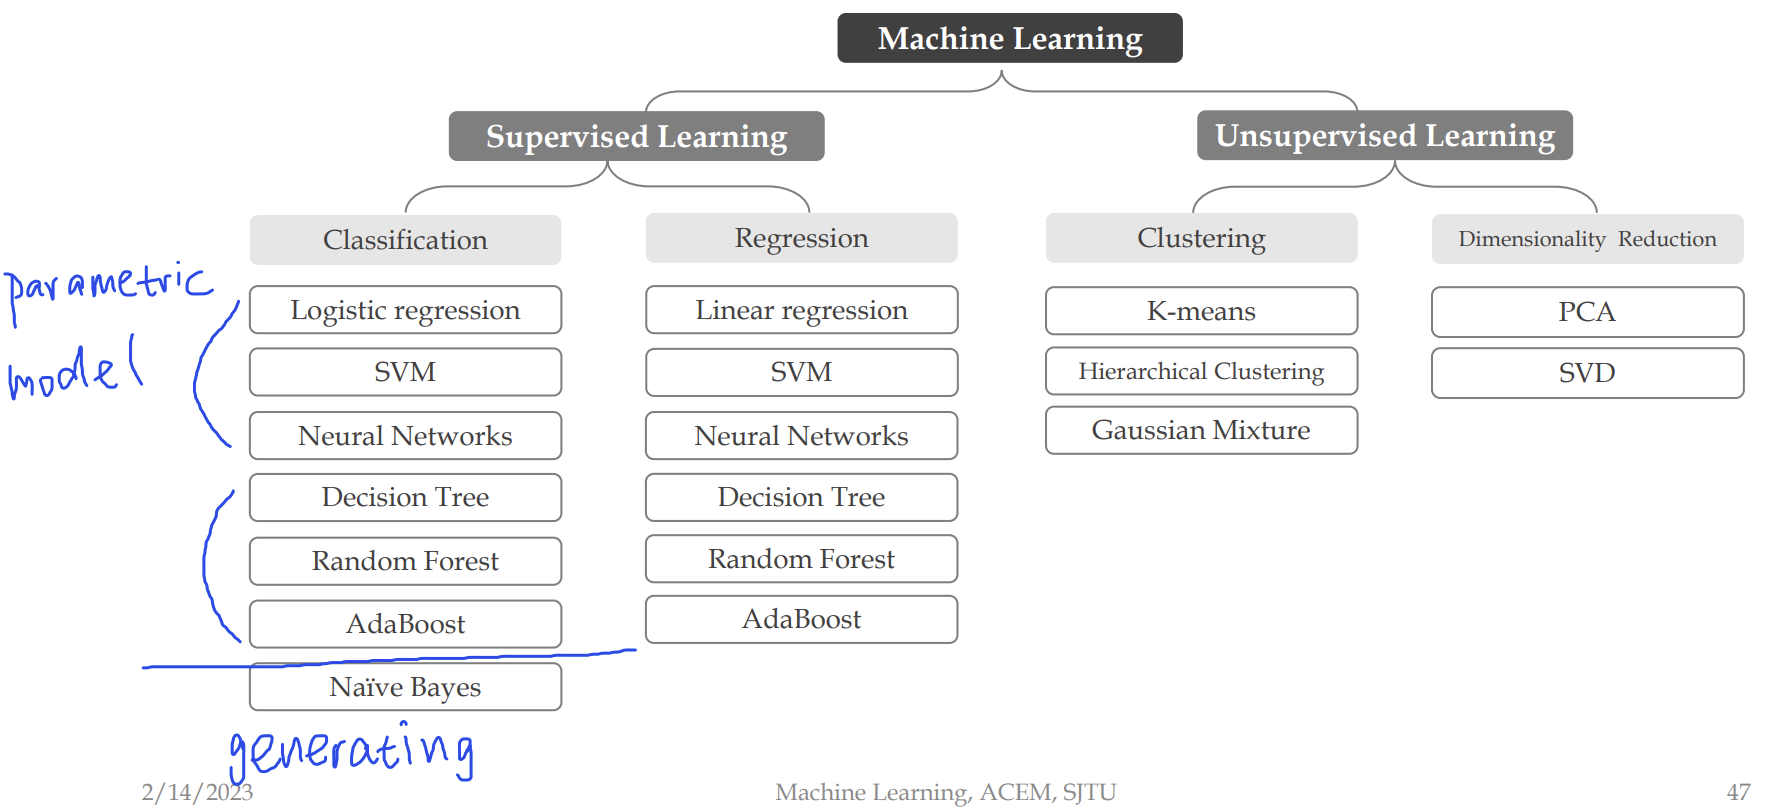 Machine Learning
Supervised Learning
Unsupervised Learning
Classification
Regression
Clustering
Dimensionality Reduction
parametric
model
Logistic regression
SVM
Neural Networks
Decision Tree
Random Forest
AdaBoost
Naïve Bayes
generating
Linear regression
SVM
Neural Networks
Decision Tree
Random Forest
AdaBoost
K-means
Hierarchical Clustering
Gaussian Mixture
PCA
SVD
2/14/2023
Machine Learning, ACEM, SJTU
47